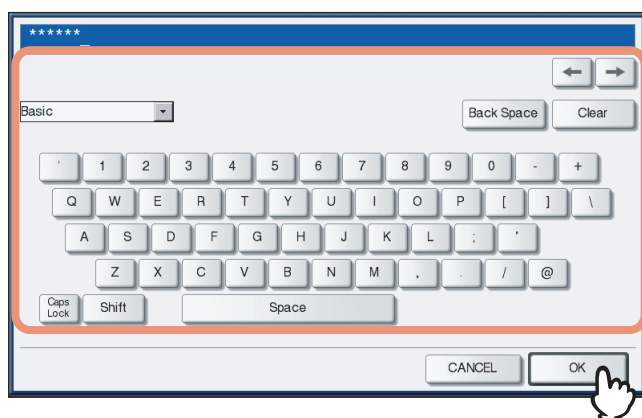 ******_
← →
Basic Back Space Clear
` 1 2 3 4 5 6 7 8 9 0 - +
Q W E R T Y U I O P [ ] \
A S D F G H J K L ; '
Z X C V B N M , . / @
Caps Lock Shift Space
CANCEL OK